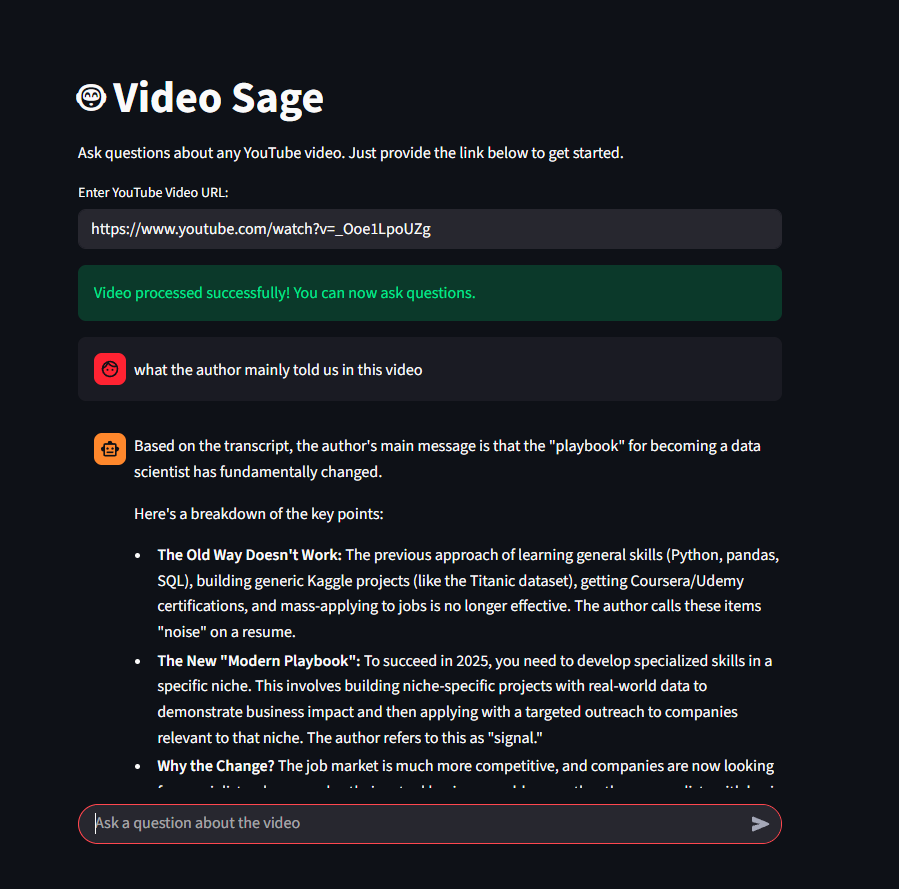 Video Sage
Ask questions about any YouTube video. Just provide the link below to get started.
Enter YouTube Video URL:
https://www.youtube.com/watch?v=_Ooe1LpoUZg
Video processed successfully! You can now ask questions.
what the author mainly told us in this video
Based on the transcript, the author's main message is that the "playbook" for becoming a data
scientist has fundamentally changed.
Here's a breakdown of the key points:
• The Old Way Doesn't Work: The previous approach of learning general skills (Python, pandas,
SQL), building generic Kaggle projects (like the Titanic dataset), getting Coursera/Udemy
certifications, and mass-applying to jobs is no longer effective. The author calls these items
"noise" on a resume.
• The New "Modern Playbook": To succeed in 2025, you need to develop specialized skills in a
specific niche. This involves building niche-specific projects with real-world data to
demonstrate business impact and then applying with a targeted outreach to companies
relevant to that niche. The author refers to this as "signal."
• Why the Change? The job market is much more competitive, and companies are now looking
Ask a question about the video